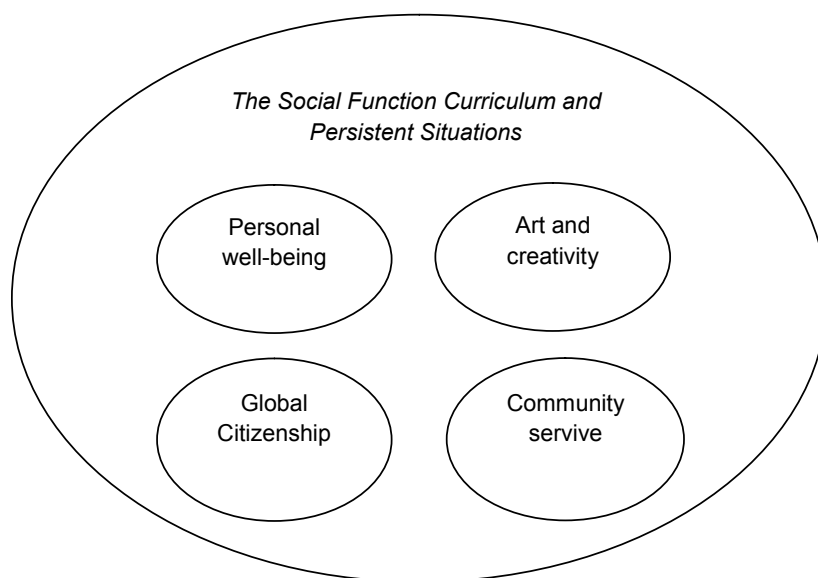 The Social Function Curriculum and
Persistent Situations
Personal
well-being
Art and
creativity
Global
Citizenship
Community
servive